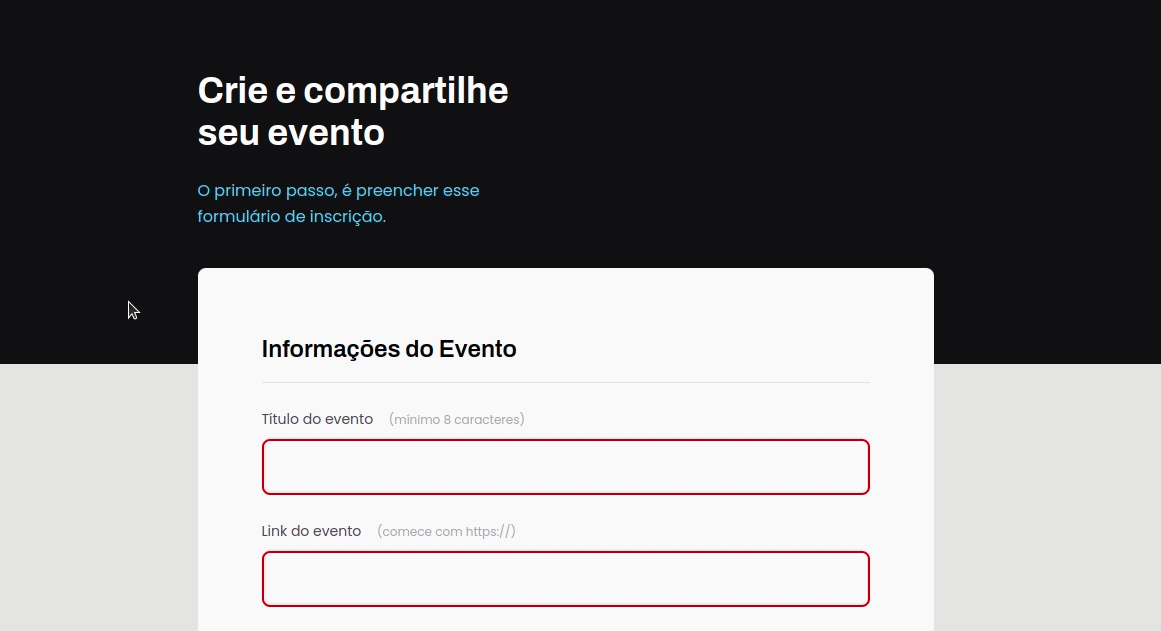 Crie e compartilhe
seu evento
O primeiro passo, é preencher esse
formulário de inscrição.
Informações do Evento
Título do evento (mínimo 8 caracteres)
Link do evento (comece com https://)